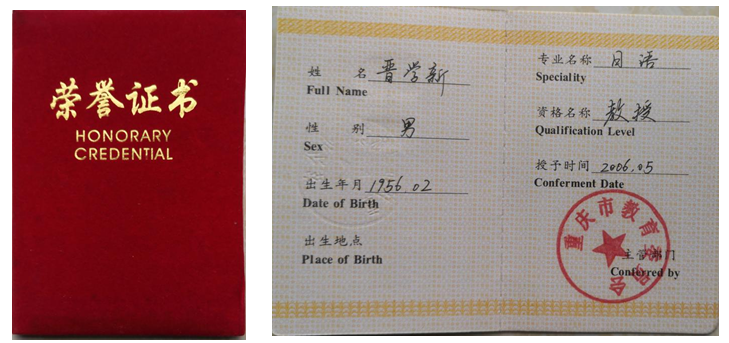 荣誉证书
HONORARY
CREDENTIAL
姓 名 晋学新
Full Name
性 别 男
Sex
出生年月 1956.02
Date of Birth
出生地点
Place of Birth
专业名称 日语
Speciality
资格名称 教授
Qualification Level
授予时间 2006.05
Conferment Date
重庆市教育委员会
主管部门
Conferred by